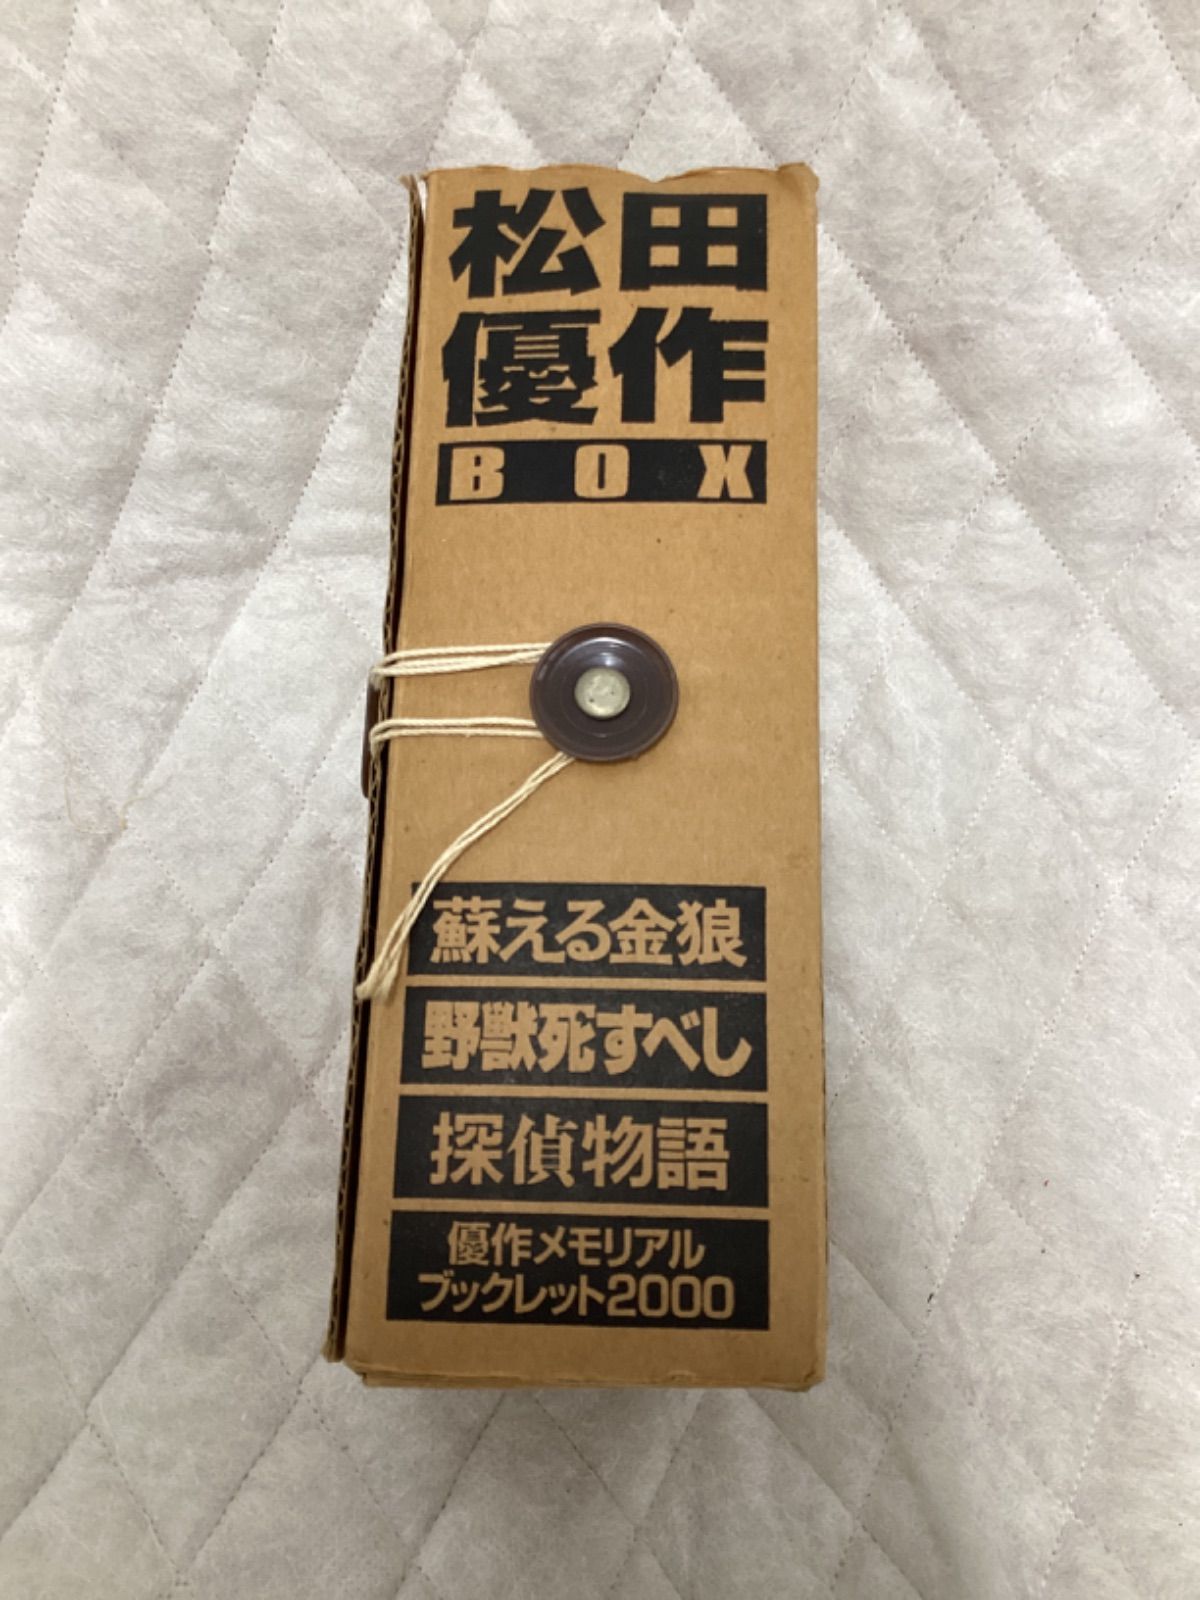 松田
優作
BOX
蘇える金狼
野獣死すべし
探偵物語
優作メモリアル
ブックレット2000